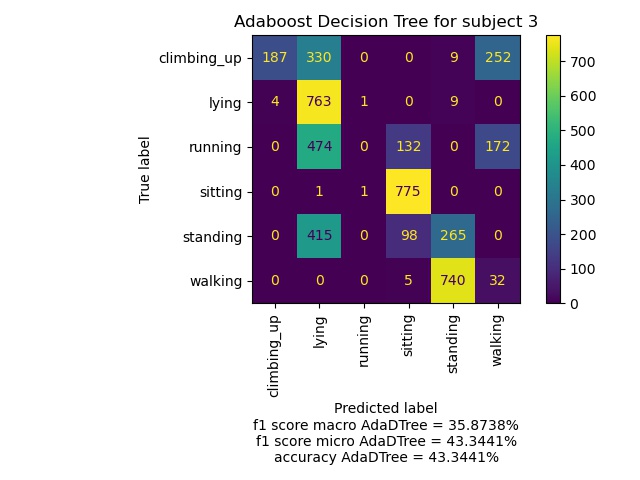 Adaboost Decision Tree for subject 3
climbing_up 187 330 0 0 9 252
lying 4 763 1 0 9 0
running 0 474 0 132 0 172
sitting 0 1 1 775 0 0
standing 0 415 0 98 265 0
walking 0 0 0 5 740 32
True label
climbing_up lying running sitting standing walking
Predicted label
f1 score macro AdaDTree = 35.8738%
f1 score micro AdaDTree = 43.3441%
accuracy AdaDTree = 43.3441%
700
600
500
400
300
200
100
0